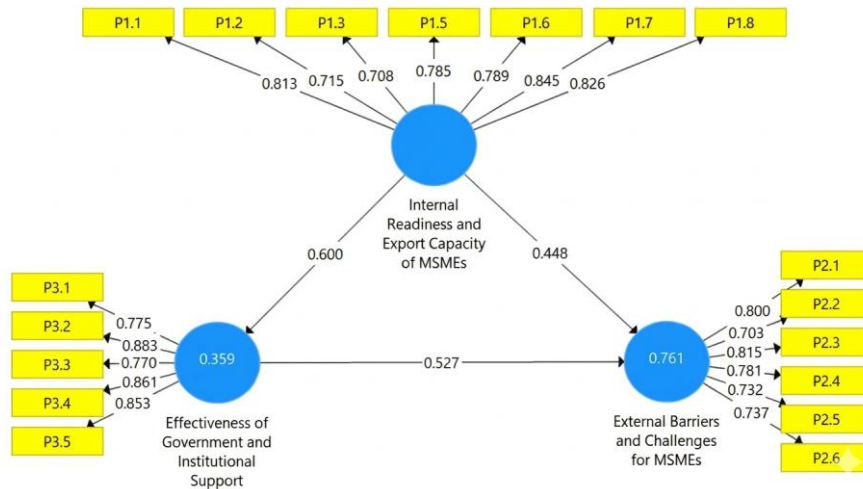 P1.1
P1.2
P1.3
P1.5
P1.6
P1.7
P1.8
0.813
0.715
0.708
0.785
0.789
0.845
0.826
Internal
Readiness and
Export Capacity
of MSMEs
0.600
0.448
P3.1
P3.2
P3.3
P3.4
P3.5
0.775
0.883
0.770
0.861
0.853
0.359
Effectiveness of
Government and
Institutional
Support
0.527
0.761
External Barriers
and Challenges
for MSMEs
0.800
0.703
0.815
0.781
0.732
0.737
P2.1
P2.2
P2.3
P2.4
P2.5
P2.6